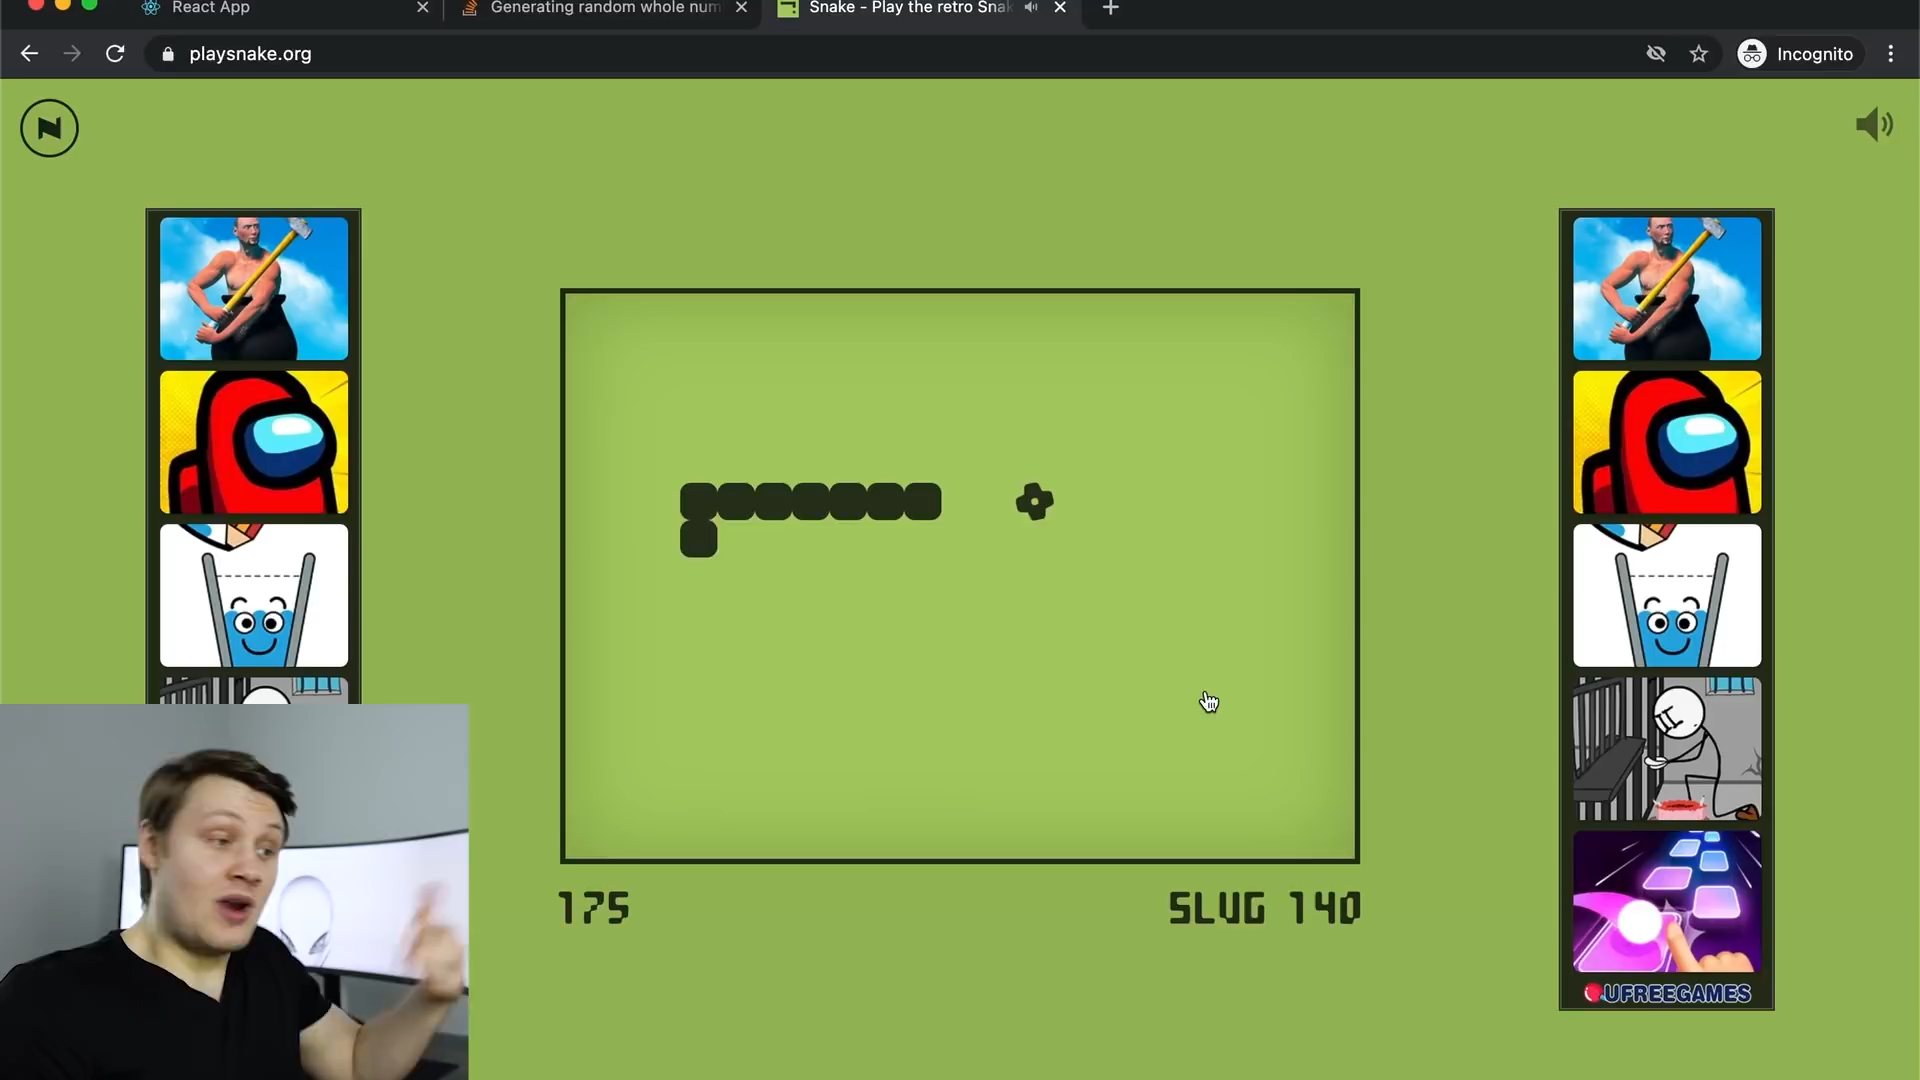 React App
Generating random whole num
Snake - Play the retro Snak
playsnake.org
Incognito
175
SLUG 140
UFREEGAMES